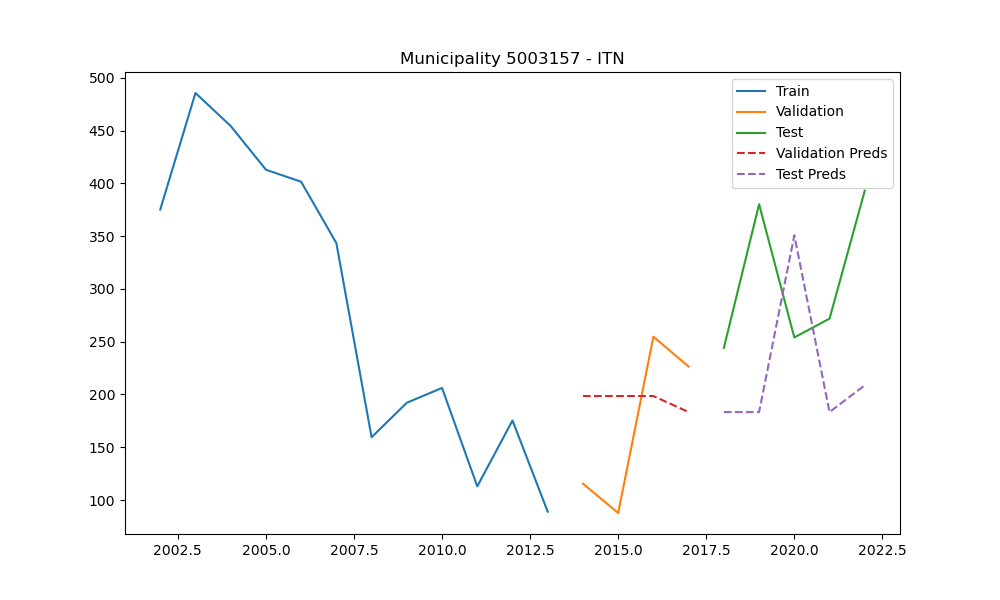 Municipality 5003157 - ITN
500
450
400
350
300
250
200
150
100
Train
Validation
Test
Validation Preds
Test Preds
2002.5 2005.0 2007.5 2010.0 2012.5 2015.0 2017.5 2020.0 2022.5